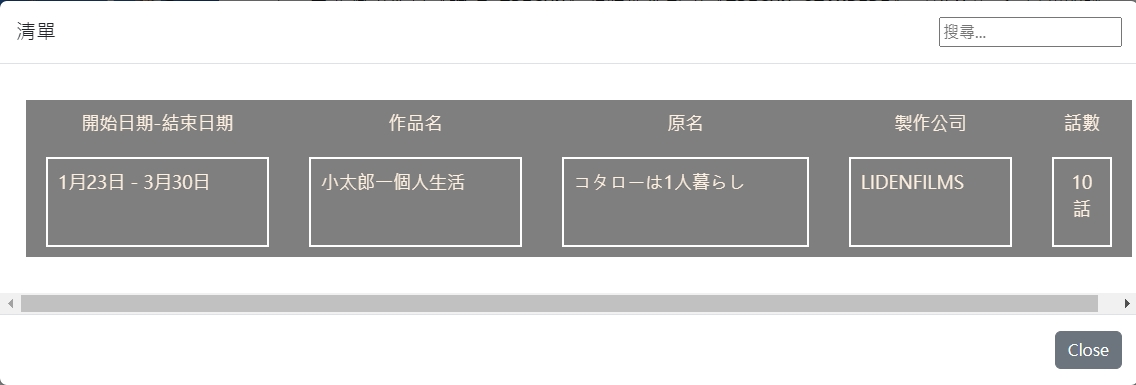 清單
搜尋...
開始日期-結束日期 作品名 原名 製作公司 話數
1月23日 - 3月30日 小太郎一個人生活 コタローは1人暮らし LIDENFILMS 10
話
Close